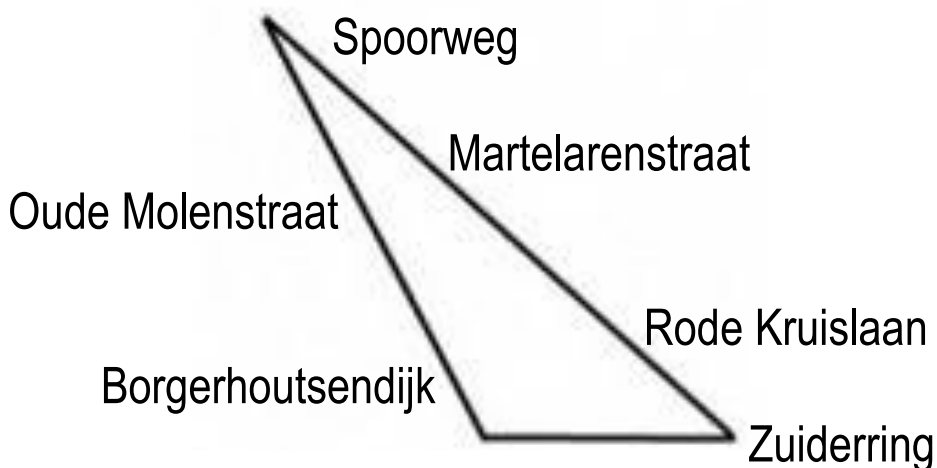 Spoorweg
Martelarenstraat
Oude Molenstraat
Rode Kruislaan
Borgerhoutsendijk
Zuiderring